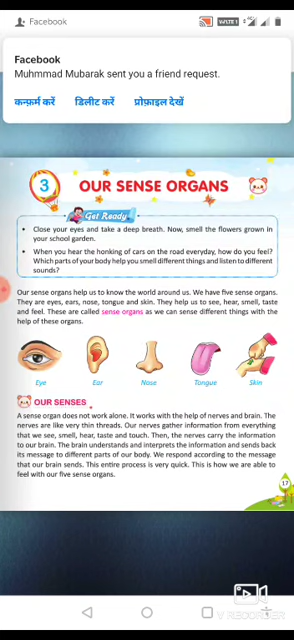 Facebook
VoLTE 1
4G
Facebook
Muhmmad Mubarak sent you a friend request.
कन्फ़र्म करें डिलीट करें प्रोफ़ाइल देखें
3 OUR SENSE ORGANS
Get Ready
• Close your eyes and take a deep breath. Now, smell the flowers grown in
your school garden.
• When you hear the honking of cars on the road everyday, how do you feel?
Which parts of your body help you smell different things and listen to different
sounds?
Our sense organs help us to know the world around us. We have five sense organs.
They are eyes, ears, nose, tongue and skin. They help us to see, hear, smell, taste
and feel. These are called sense organs as we can sense different things with the
help of these organs.
Eye Ear Nose Tongue Skin
OUR SENSES
A sense organ does not work alone. It works with the help of nerves and brain. The
nerves are like very thin threads. Our nerves gather information from everything
that we see, smell, hear, taste and touch. Then, the nerves carry the information
to our brain. The brain understands and interprets the information and sends back
its message to different parts of our body. We respond according to the message
that our brain sends. This entire process is very quick. This is how we are able to
feel with our five sense organs.
17
V RECORDER